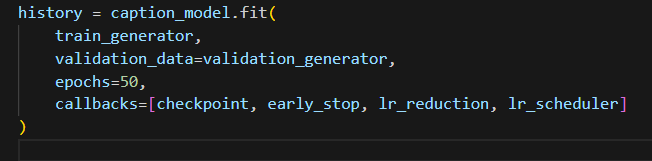 history = caption_model.fit(
    train_generator,
    validation_data=validation_generator,
    epochs=50,
    callbacks=[checkpoint, early_stop, lr_reduction, lr_scheduler]
)